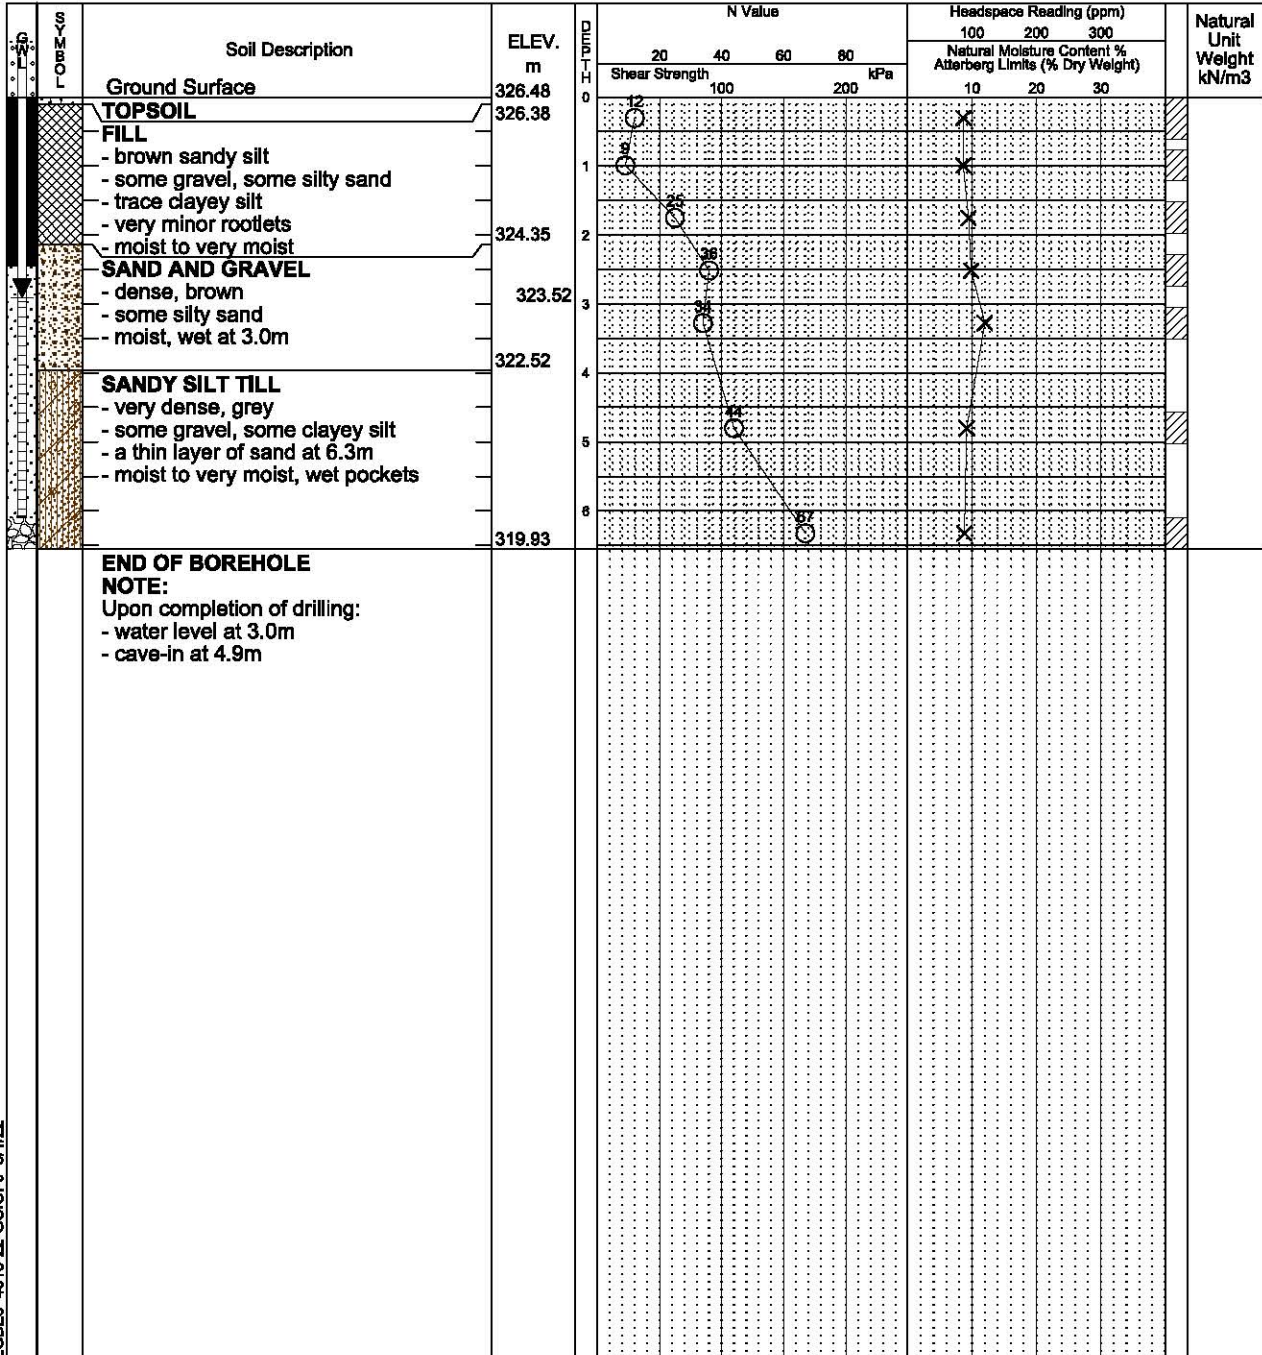 GWL
SYMBOL
Soil Description
ELEV.
m
DEPTH
N Value
20 40 60 80
Shear Strength kPa
100 200
Headspace Reading (ppm)
100 200 300
Natural Moisture Content %
Atterberg Limits (% Dry Weight)
10 20 30
Natural
Unit
Weight
kN/m3
Ground Surface 326.48 0
TOPSOIL 326.38
12
FILL
- brown sandy silt
9
- some gravel, some silty sand 1
- trace clayey silt
25
- very minor rootlets 324.35 2
- moist to very moist
36
SAND AND GRAVEL
- dense, brown 323.52
- some silty sand 3
34
- moist, wet at 3.0m
322.52
4
SANDY SILT TILL
- very dense, grey
44
- some gravel, some clayey silt
- a thin layer of sand at 6.3m 5
- moist to very moist, wet pockets
6
67
319.93
END OF BOREHOLE
NOTE:
Upon completion of drilling:
- water level at 3.0m
- cave-in at 4.9m